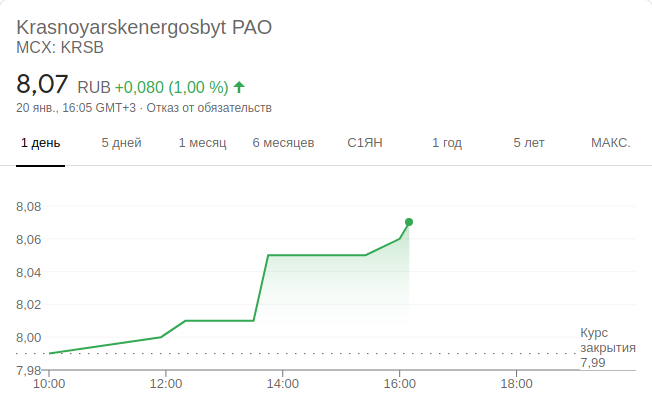 Krasnoyarskenergosbyt PAO
MCX: KRSB
8,07 RUB +0,080 (1,00 %)
20 янв., 16:05 GMT+3 · Отказ от обязательств
1 день 5 дней 1 месяц 6 месяцев С1ЯН 1 год 5 лет МАКС.
8,08
8,06
8,04
8,02
8,00
7,98
Курс
закрытия
7,99
10:00 12:00 14:00 16:00 18:00